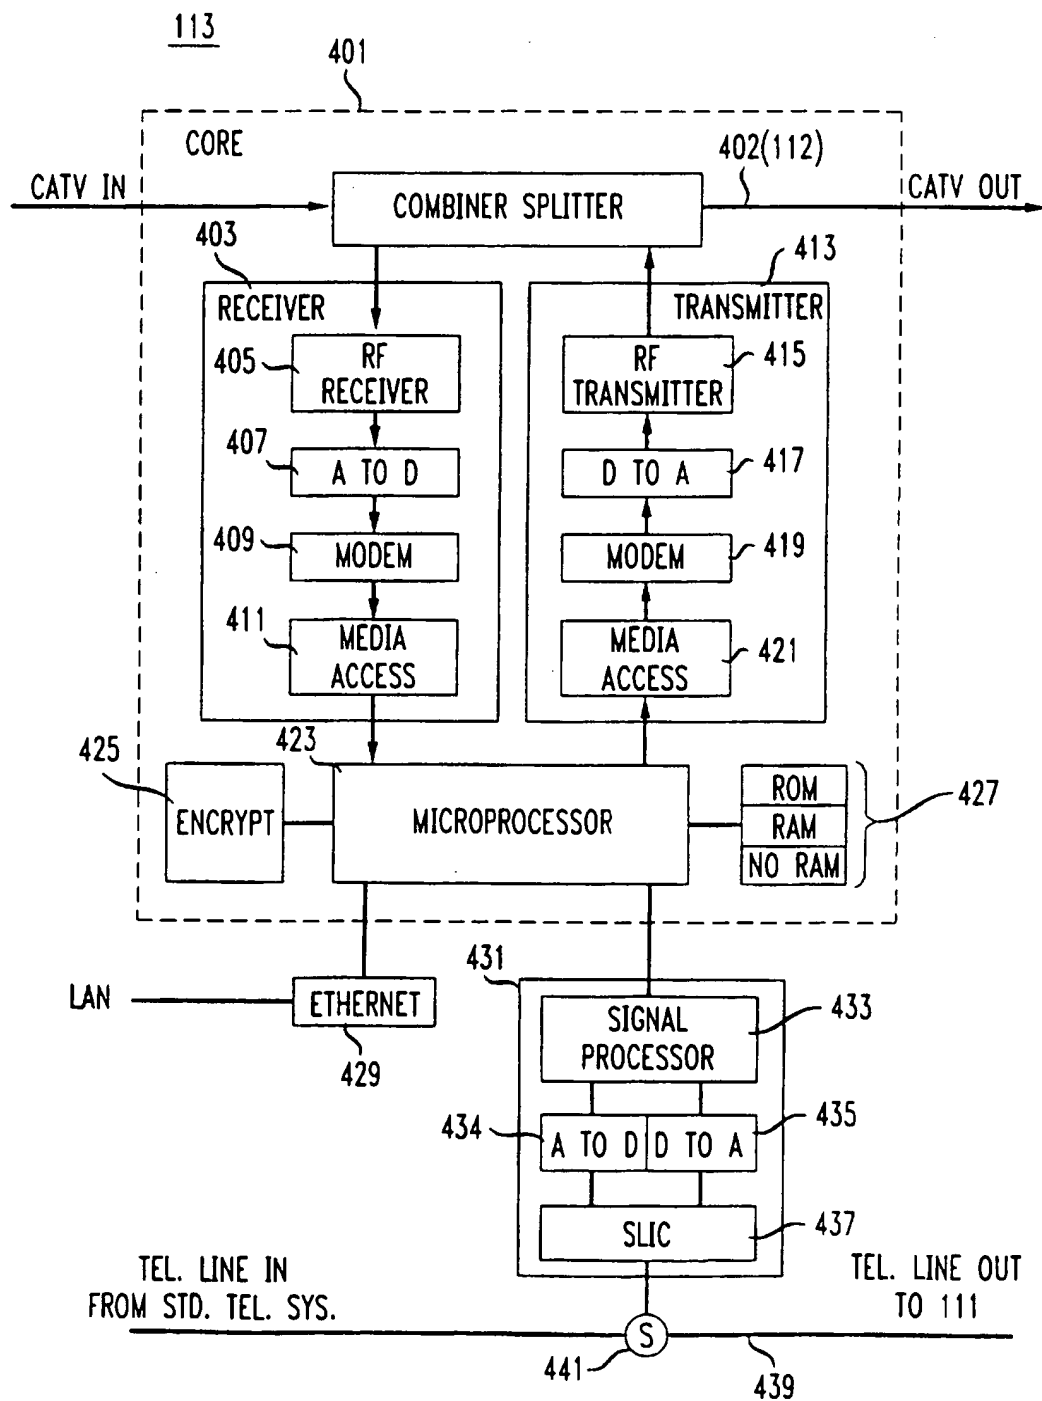 113
401
CORE
402(112)
CATV IN
COMBINER SPLITTER
CATV OUT
403
413
RECEIVER
TRANSMITTER
405
RF
RECEIVER
RF
TRANSMITTER
415
407
A TO D
D TO A
417
409
MODEM
MODEM
419
411
MEDIA
ACCESS
MEDIA
ACCESS
421
425
423
ENCRYPT
MICROPROCESSOR
ROM
RAM
NO RAM
427
431
LAN
ETHERNET
429
SIGNAL
PROCESSOR
433
434
A TO D
D TO A
435
SLIC
437
TEL. LINE IN
FROM STD. TEL. SYS.
TEL. LINE OUT
TO 111
S
441
439